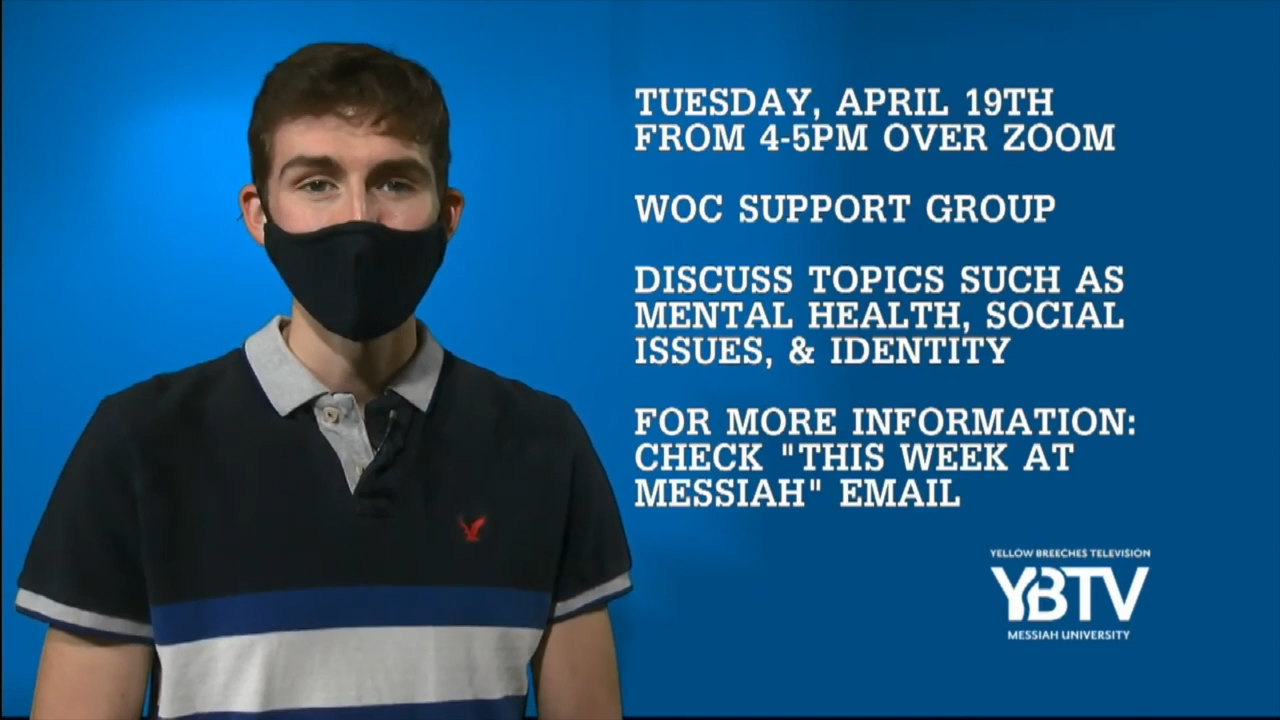 TUESDAY, APRIL 19TH
FROM 4-5PM OVER ZOOM
WOC SUPPORT GROUP
DISCUSS TOPICS SUCH AS
MENTAL HEALTH, SOCIAL
ISSUES, & IDENTITY
FOR MORE INFORMATION:
CHECK "THIS WEEK AT
MESSIAH" EMAIL
YELLOW BREECHES TELEVISION
YBTV
MESSIAH UNIVERSITY